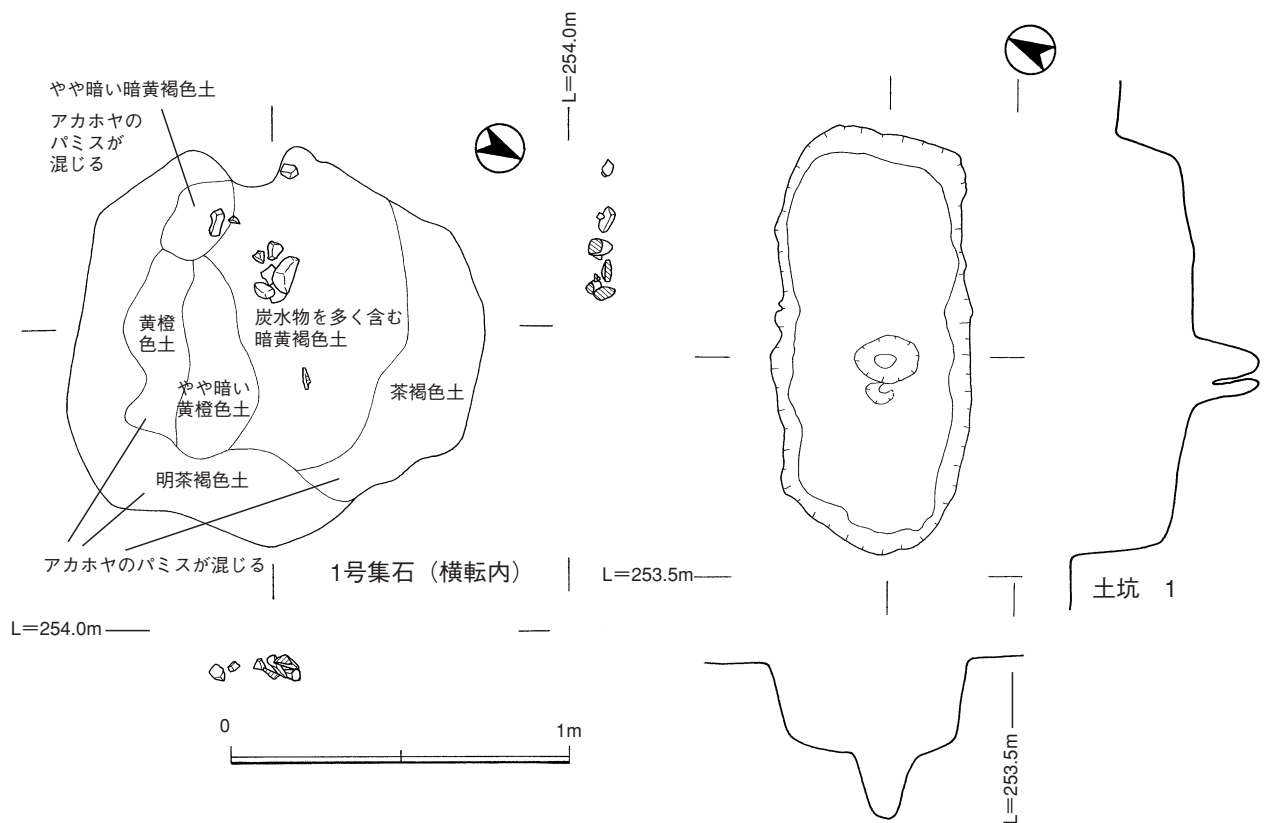 L＝254.0m
やや暗い暗黄褐色土
アカホヤの
パミスが
混じる
黄橙
色土
炭水物を多く含む
暗黄褐色土
やや暗い
黄橙色土
茶褐色土
明茶褐色土
アカホヤのパミスが混じる
1号集石（横転内）
L＝253.5m
土坑　1
L＝254.0m
0
1m
L＝253.5m